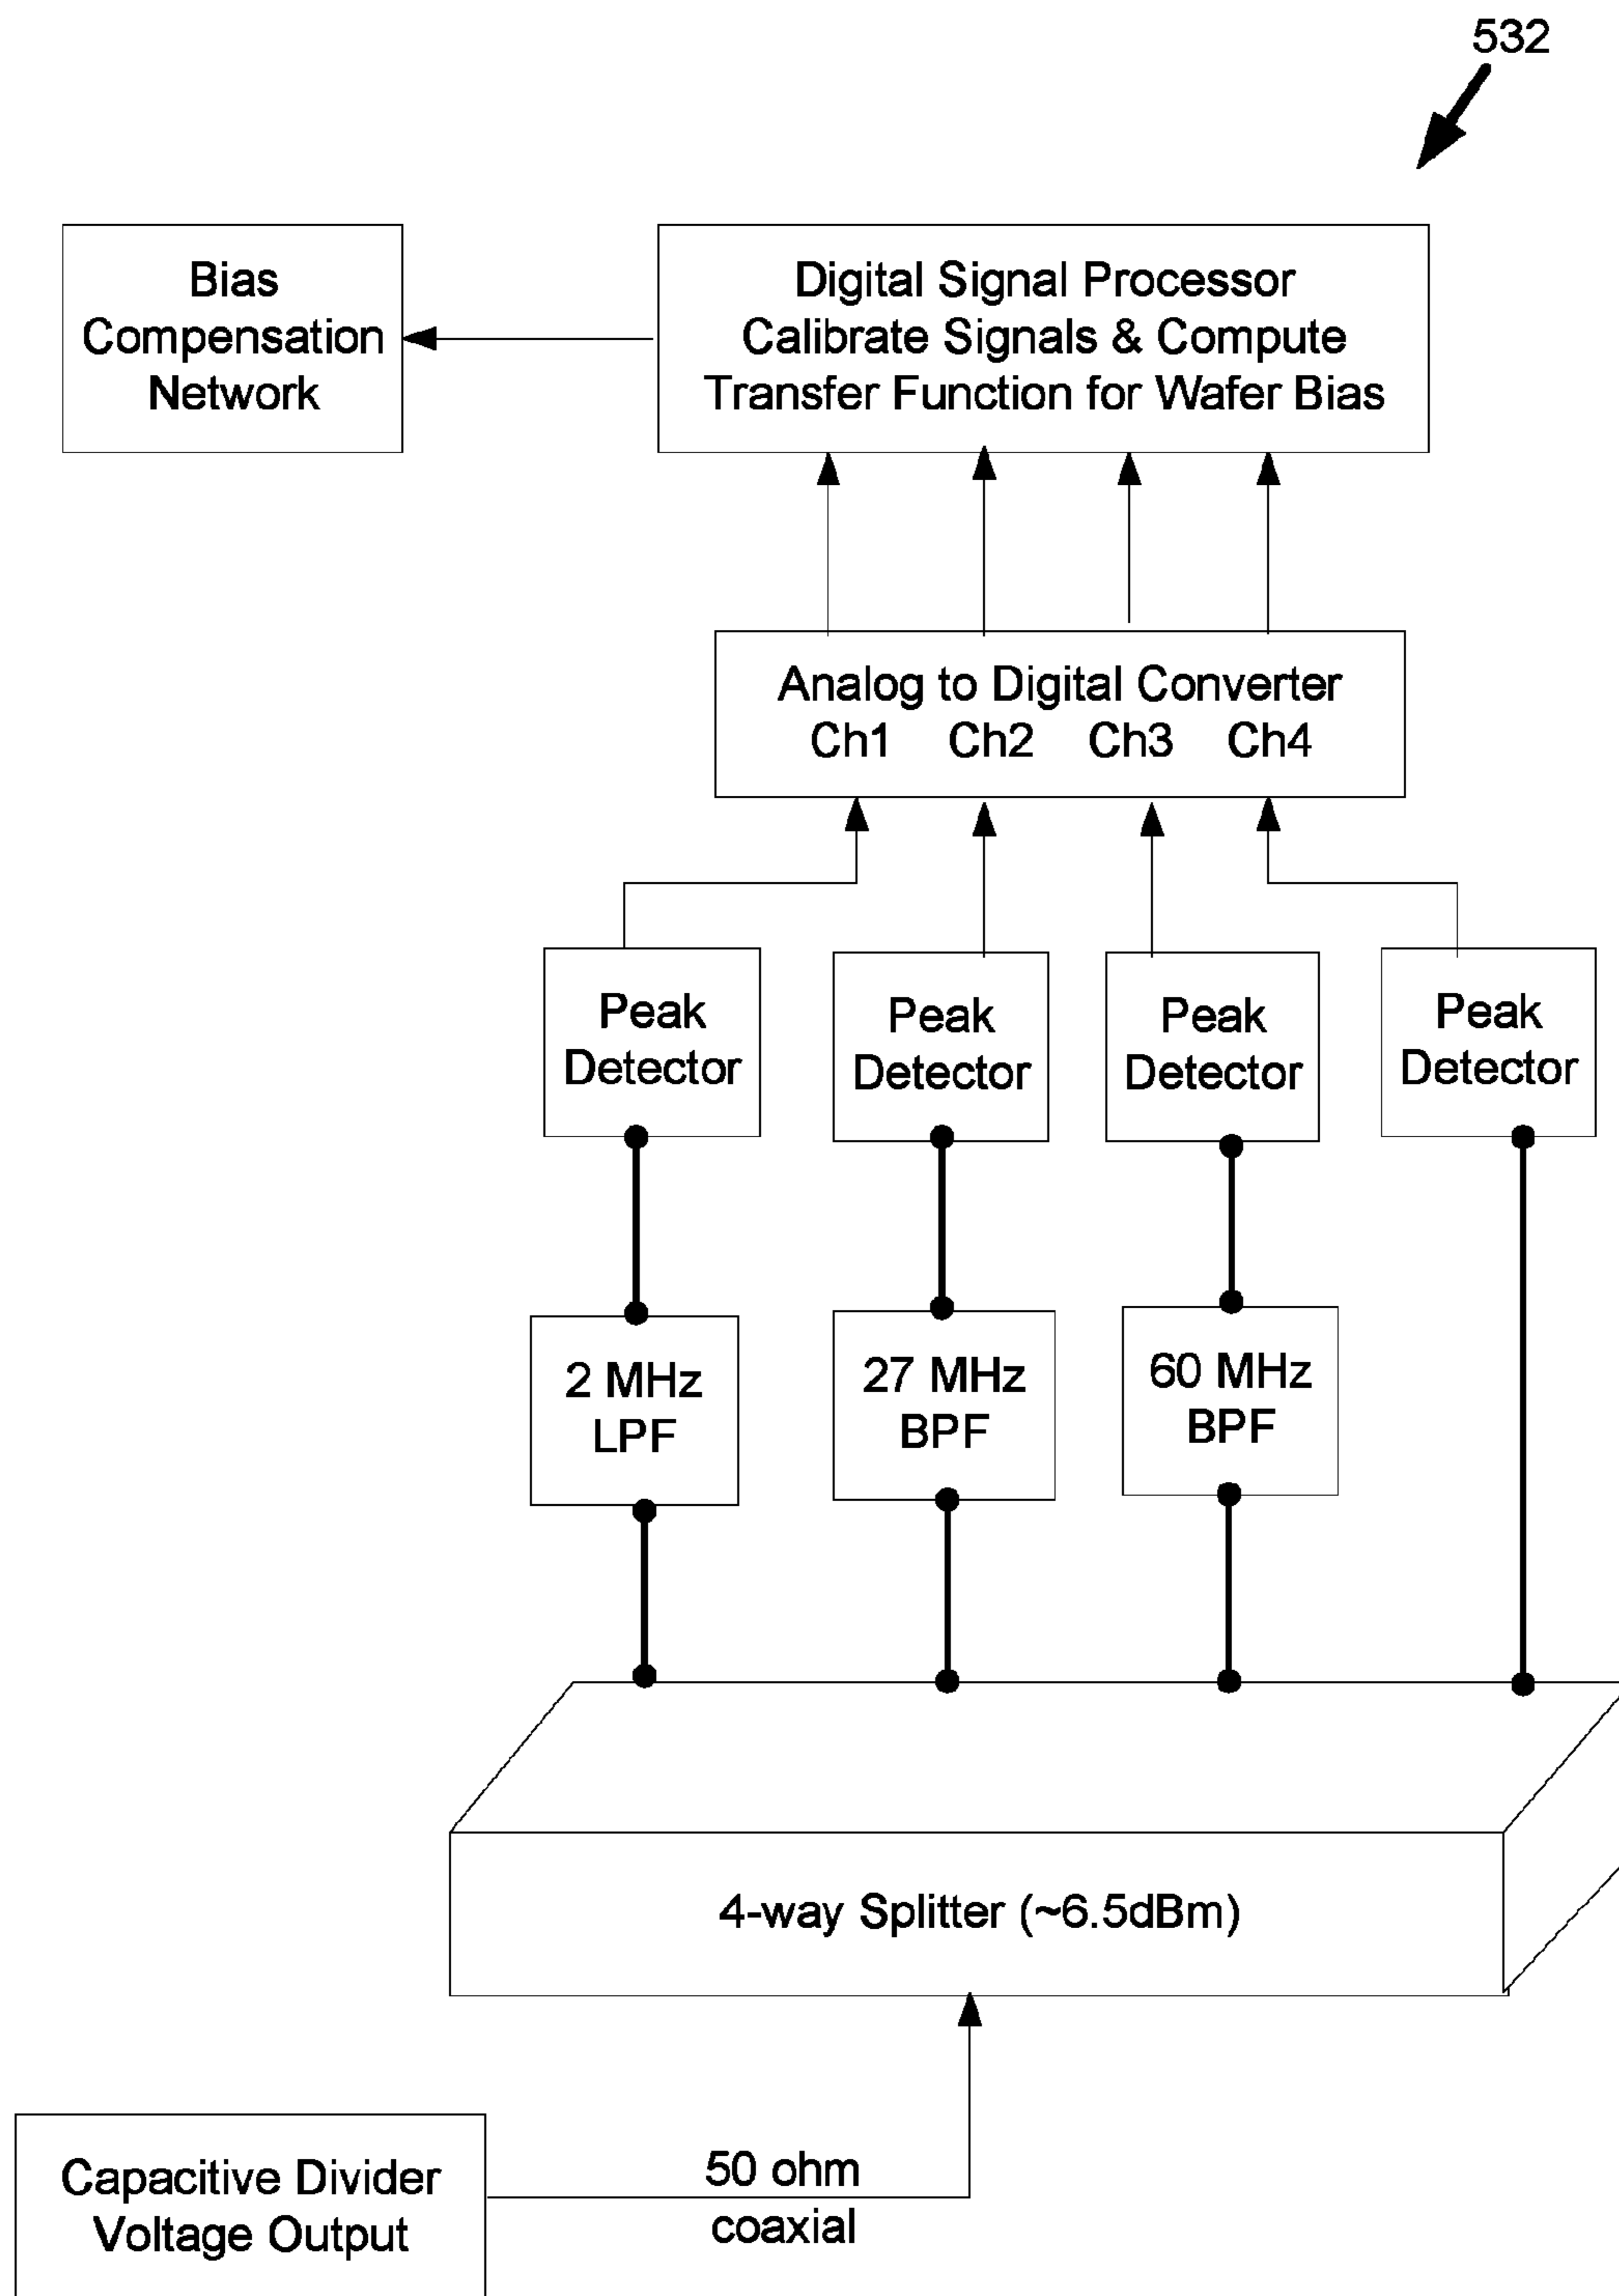 532
Bias
Compensation
Network
Digital Signal Processor
Calibrate Signals & Compute
Transfer Function for Wafer Bias
Analog to Digital Converter
Ch1 Ch2 Ch3 Ch4
Peak
Detector
Peak
Detector
Peak
Detector
Peak
Detector
2 MHz
LPF
27 MHz
BPF
60 MHz
BPF
4-way Splitter (~6.5dBm)
Capacitive Divider
Voltage Output
50 ohm
coaxial